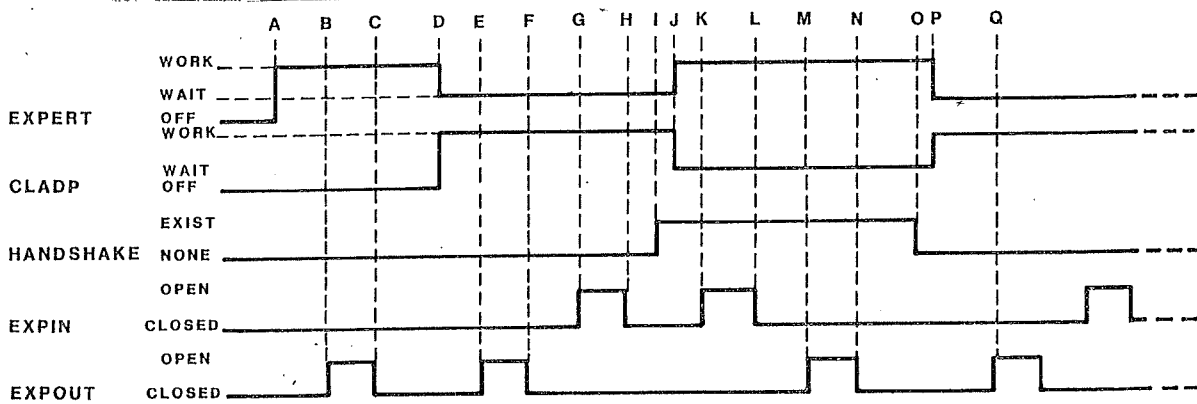 A B C D E F G H I J K L M N O P Q
WORK
WAIT
EXPERT OFF
WORK
WAIT
CLADP OFF
EXIST
HANDSHAKE NONE
OPEN
EXPIN CLOSED
OPEN
EXPOUT CLOSED